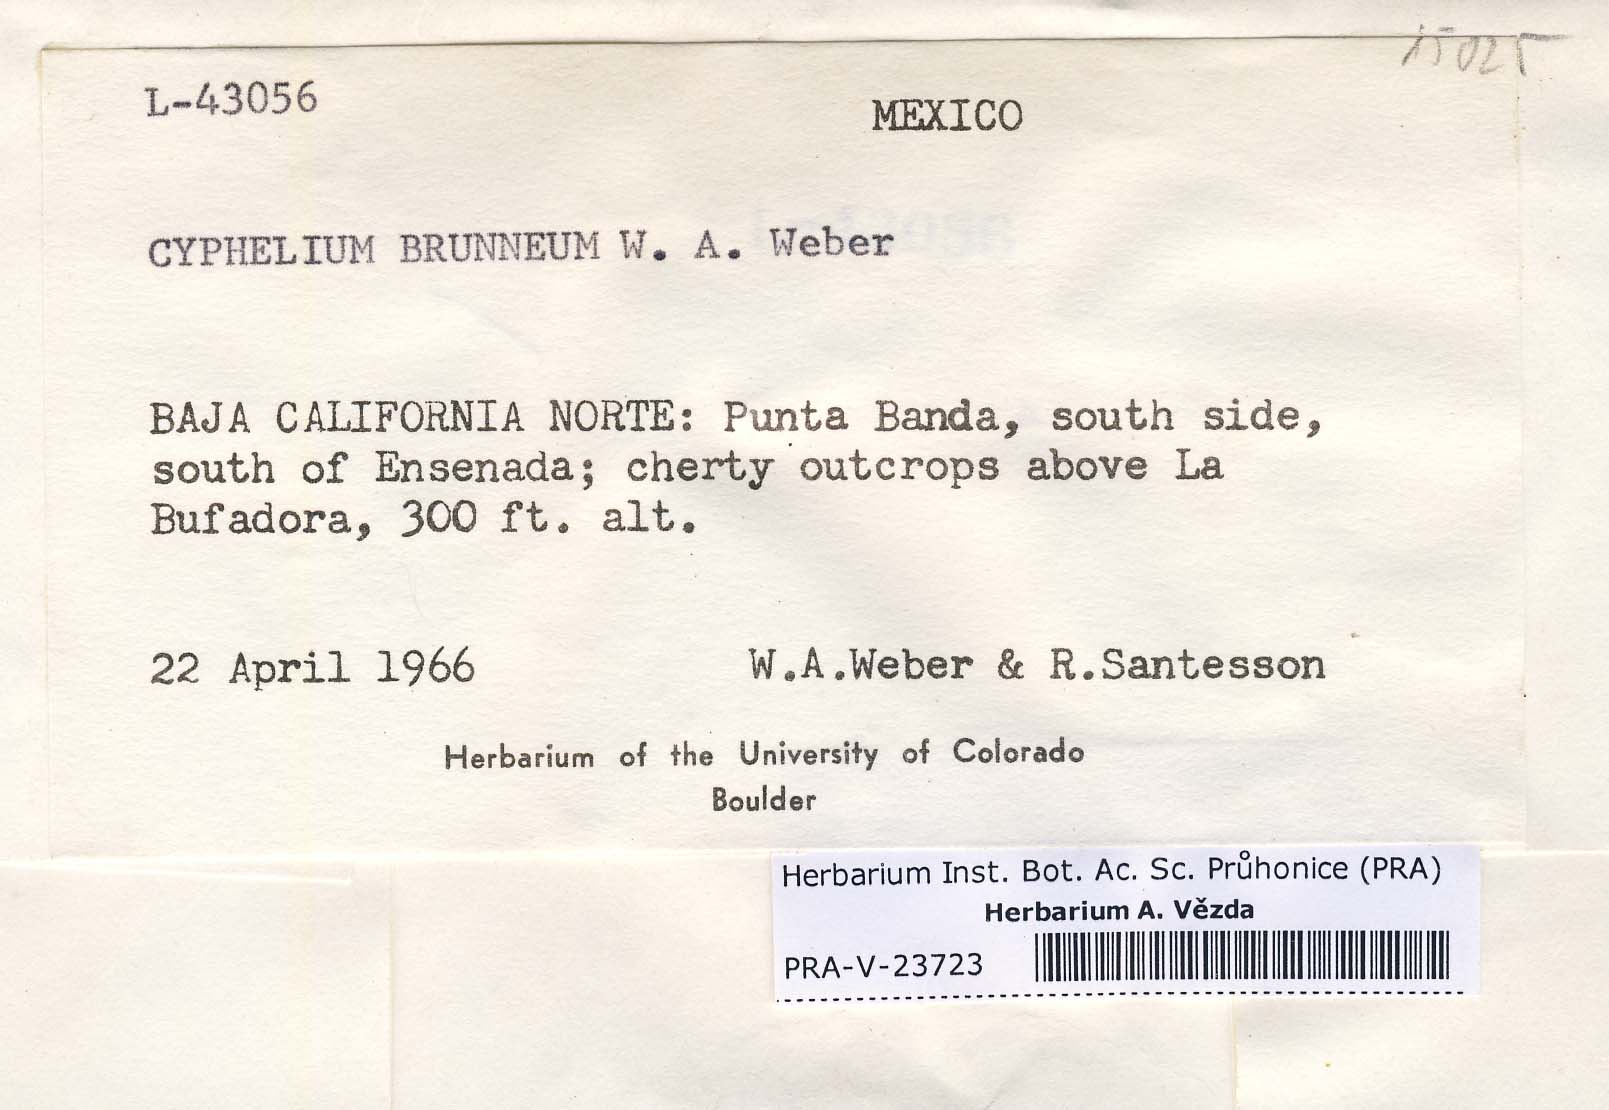 15025
L-43056
MEXICO
CYPHELIUM BRUNNEUM W. A. Weber
BAJA CALIFORNIA NORTE: Punta Banda, south side,
south of Ensenada; cherty outcrops above La
Bufadora, 300 ft. alt.
22 April 1966 W.A.Weber & R.Santesson
Herbarium of the University of Colorado
Boulder
Herbarium Inst. Bot. Ac. Sc. Průhonice (PRA)
Herbarium A. Vězda
PRA-V-23723